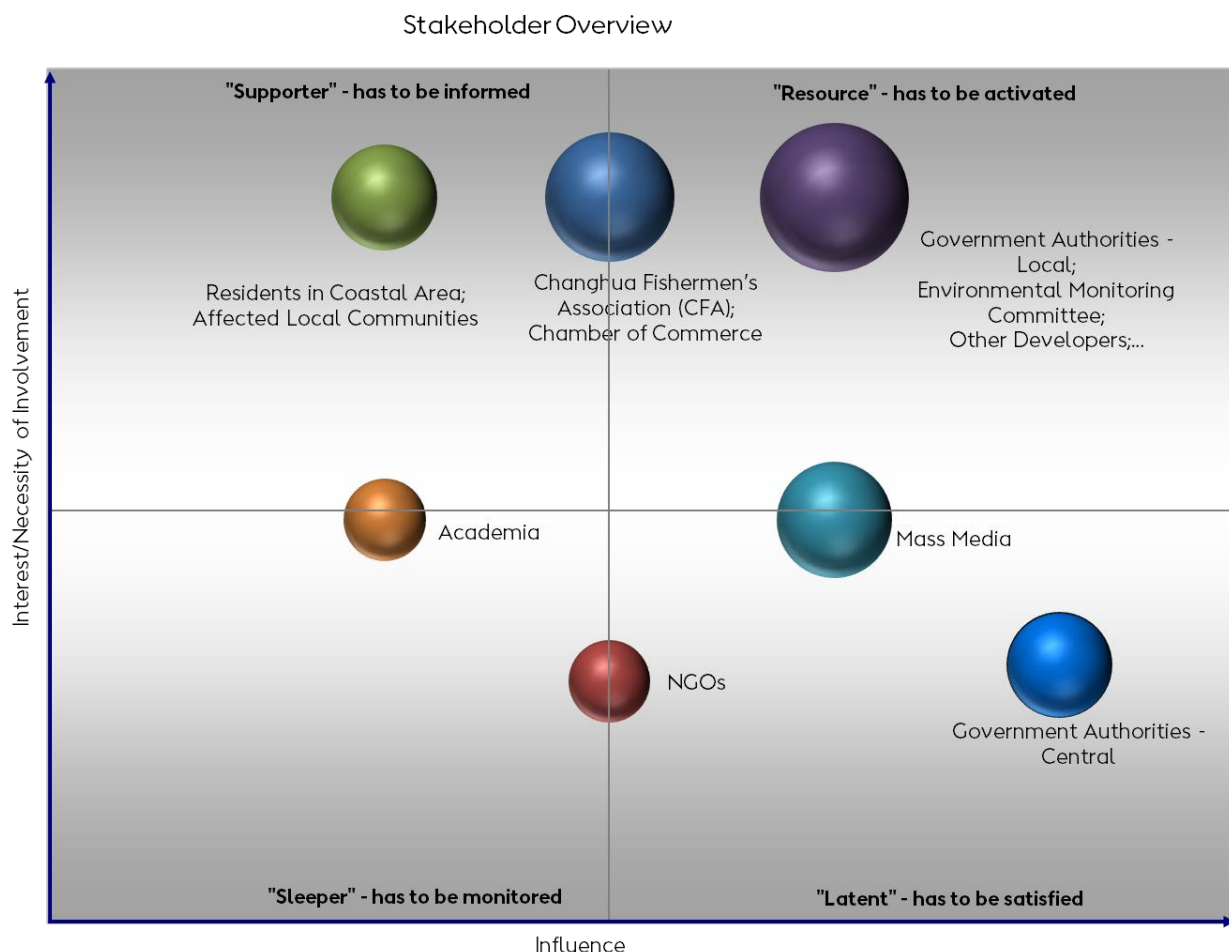 Stakeholder Overview
"Supporter" - has to be informed
"Resource" - has to be activated
Residents in Coastal Area;
Affected Local Communities
Changhua Fishermen's
Association (CFA);
Chamber of Commerce
Government Authorities -
Local;
Environmental Monitoring
Committee;
Other Developers;...
Interest/Necessity of Involvement
Academia
Mass Media
NGOs
Government Authorities -
Central
"Sleeper" - has to be monitored
"Latent" - has to be satisfied
Influence